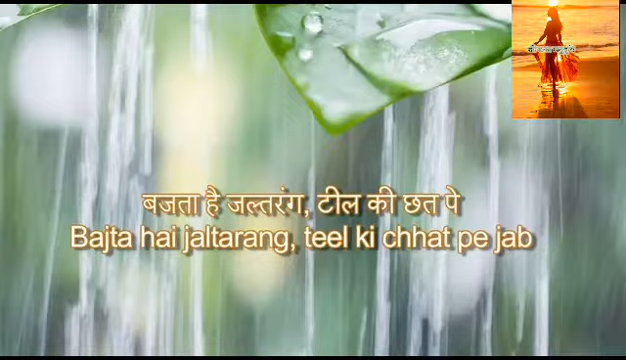 बजता है जल्तरंग, टील की छत पे
Bajta hai jaltarang, teel ki chhat pe jab